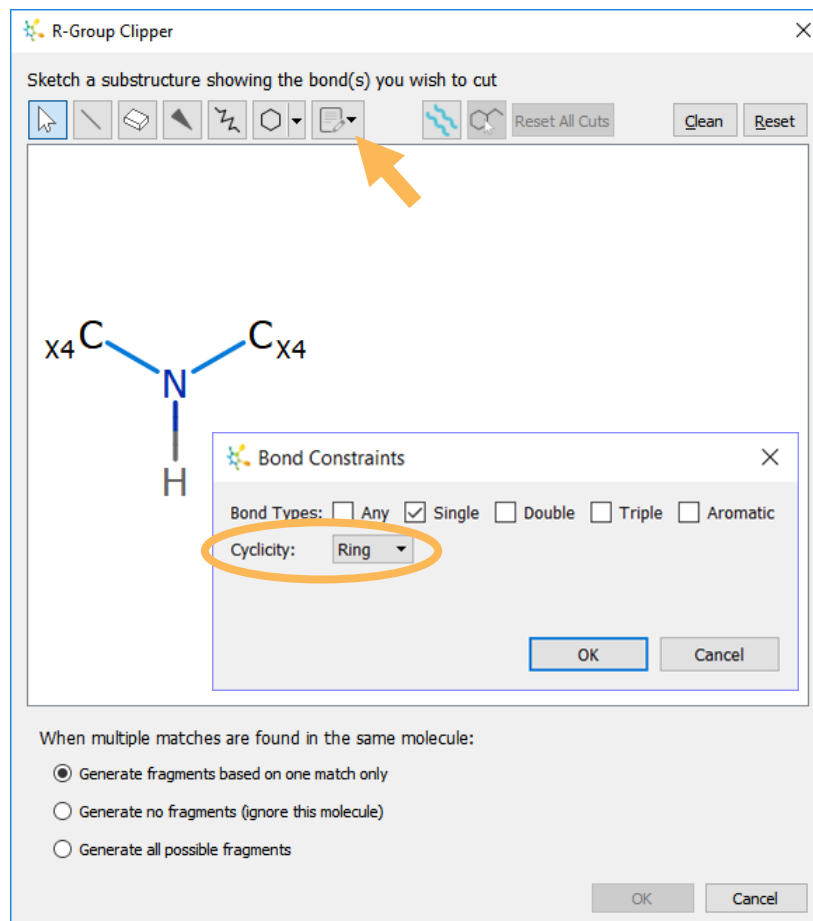 R-Group Clipper
Sketch a substructure showing the bond(s) you wish to cut
Reset All Cuts Clean Reset
X4C CX4
N
H
Bond Constraints
Bond Types: Any Single Double Triple Aromatic
Cyclicity: Ring
OK Cancel
When multiple matches are found in the same molecule:
Generate fragments based on one match only
Generate no fragments (ignore this molecule)
Generate all possible fragments
OK Cancel